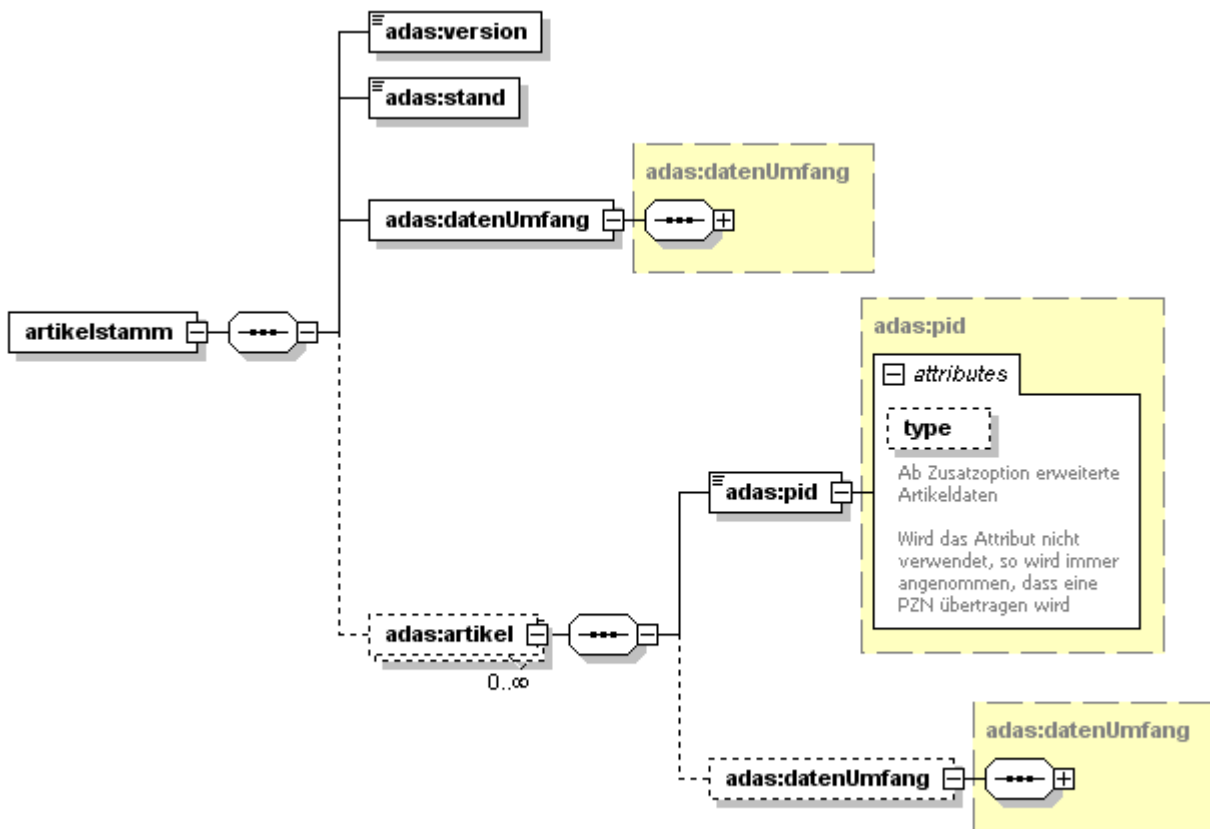 adas:version
adas:stand
adas:datenUmfang
adas:datenUmfang
artikelstamm
adas:pid
attributes
type
Ab Zusatzoption erweiterte
Artikeldaten
Wird das Attribut nicht
verwendet, so wird immer
angenommen, dass eine
PZN übertragen wird
adas:pid
adas:artikel
0..∞
adas:datenUmfang
adas:datenUmfang